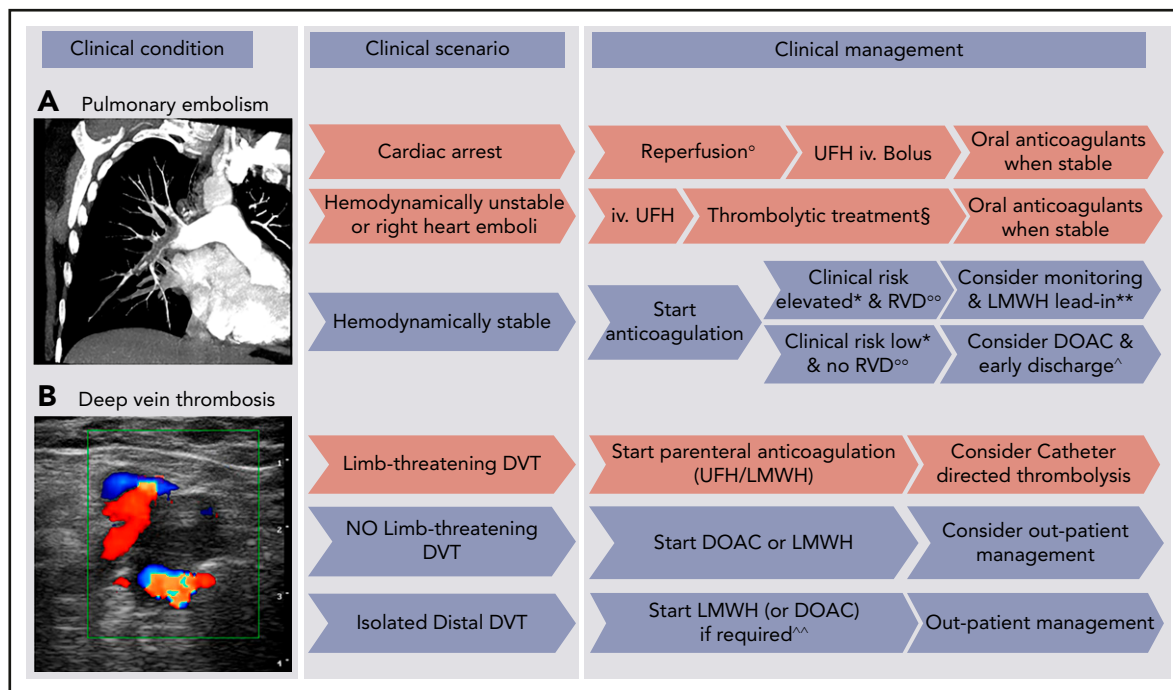 Clinical condition
Clinical scenario
Clinical management
A Pulmonary embolism
Cardiac arrest
Reperfusion°
UFH iv. Bolus
Oral anticoagulants
when stable
Hemodynamically unstable
or right heart emboli
iv. UFH
Thrombolytic treatment§
Oral anticoagulants
when stable
Hemodynamically stable
Start
anticoagulation
Clinical risk
elevated* & RVD°°
Consider monitoring
& LMWH lead-in**
Clinical risk low*
& no RVD°°
Consider DOAC &
early discharge^
B Deep vein thrombosis
1
2
3
4
Limb-threatening DVT
Start parenteral anticoagulation
(UFH/LMWH)
Consider Catheter
directed thrombolysis
NO Limb-threatening
DVT
Start DOAC or LMWH
Consider out-patient
management
Isolated Distal DVT
Start LMWH (or DOAC)
if required^^
Out-patient management